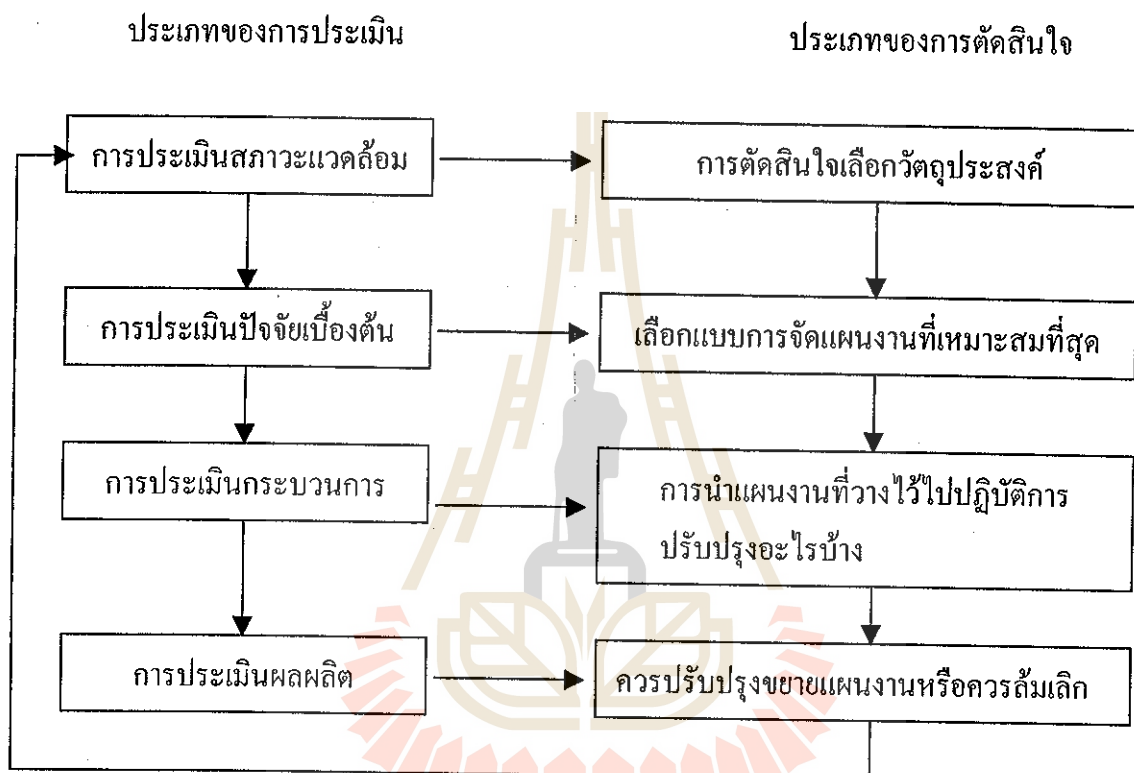 ประเภทของการประเมิน
ประเภทของการตัดสินใจ
การประเมินสภาวะแวดล้อม
การตัดสินใจเลือกวัตถุประสงค์
การประเมินปัจจัยเบื้องต้น
เลือกแบบการจัดแผนงานที่เหมาะสมที่สุด
การประเมินกระบวนการ
การนำแผนงานที่วางไว้ไปปฏิบัติการ
ปรับปรุงอะไรบ้าง
การประเมินผลผลิต
ควรปรับปรุงขยายแผนงานหรือควรล้มเลิก